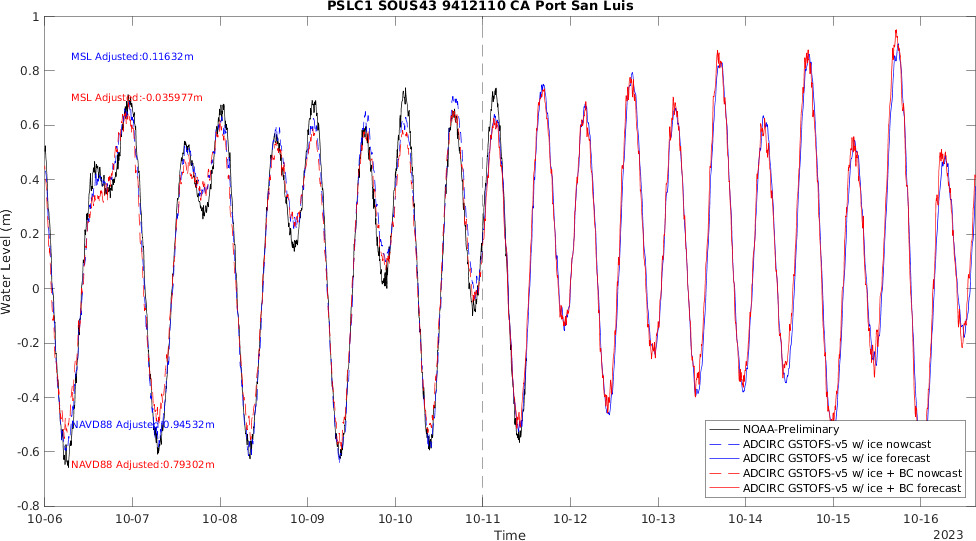 PSLC1 SOUS43 9412110 CA Port San Luis
MSL Adjusted:0.11632m
MSL Adjusted:-0.035977m
NAVD88 Adjusted:0.94532m
NAVD88 Adjusted:0.79302m
Water Level (m)
1
0.8
0.6
0.4
0.2
0
-0.2
-0.4
-0.6
-0.8
10-06
10-07
10-08
10-09
10-10
10-11
10-12
10-13
10-14
10-15
10-16
Time
2023
NOAA-Preliminary
ADCIRC GSTOFS-v5 w/ ice nowcast
ADCIRC GSTOFS-v5 w/ ice forecast
ADCIRC GSTOFS-v5 w/ ice + BC nowcast
ADCIRC GSTOFS-v5 w/ ice + BC forecast